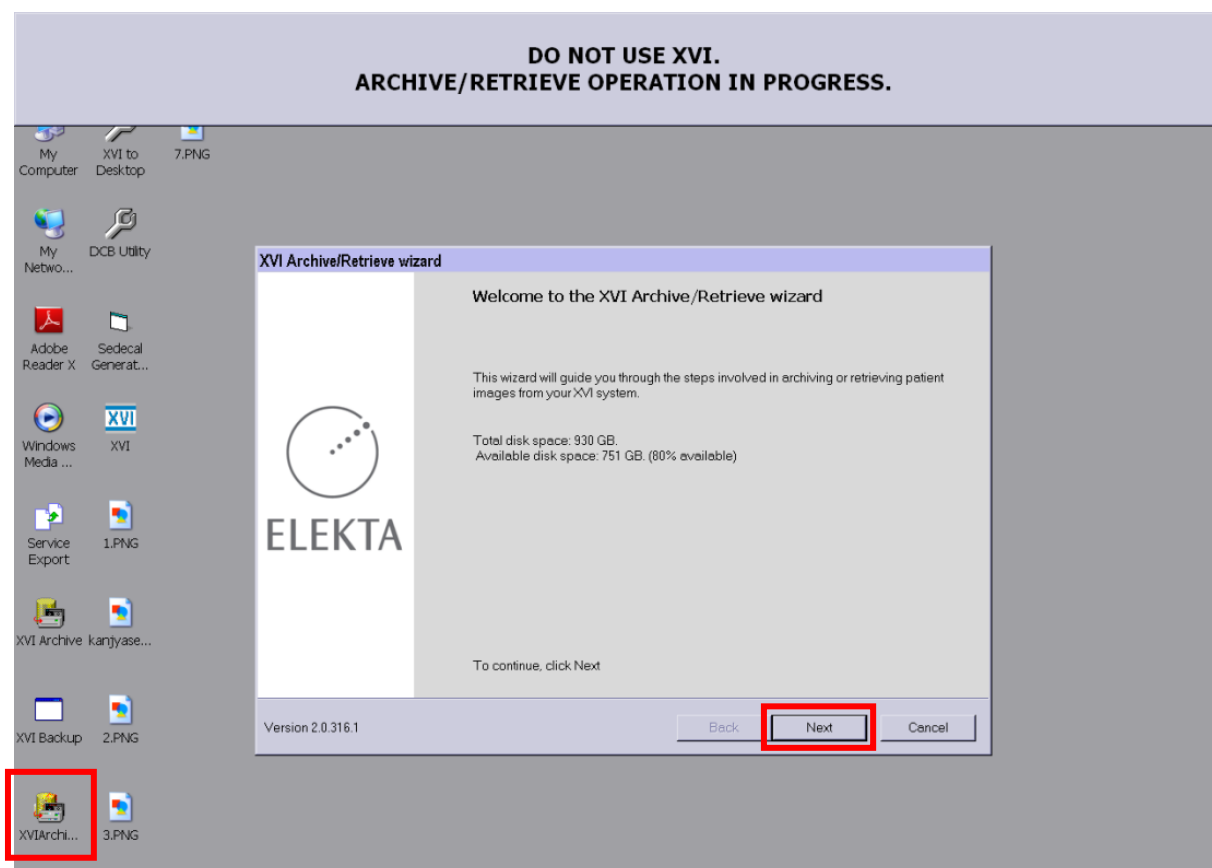 DO NOT USE XVI.
ARCHIVE/RETRIEVE OPERATION IN PROGRESS.
My
Computer
XVI to
Desktop
7.PNG
My
Netwo...
DCB Utility
Adobe
Reader X
Sedecal
Generat...
Windows
Media ...
XVI
XVI
Service
Export
1.PNG
XVI Archive
kanjyase...
XVI Backup
2.PNG
XVIArchi...
3.PNG
XVI Archive/Retrieve wizard
ELEKTA
Welcome to the XVI Archive/Retrieve wizard
This wizard will guide you through the steps involved in archiving or retrieving patient
images from your XVI system.
Total disk space: 930 GB.
Available disk space: 751 GB. (80% available)
To continue, click Next
Version 2.0.316.1
Back
Next
Cancel